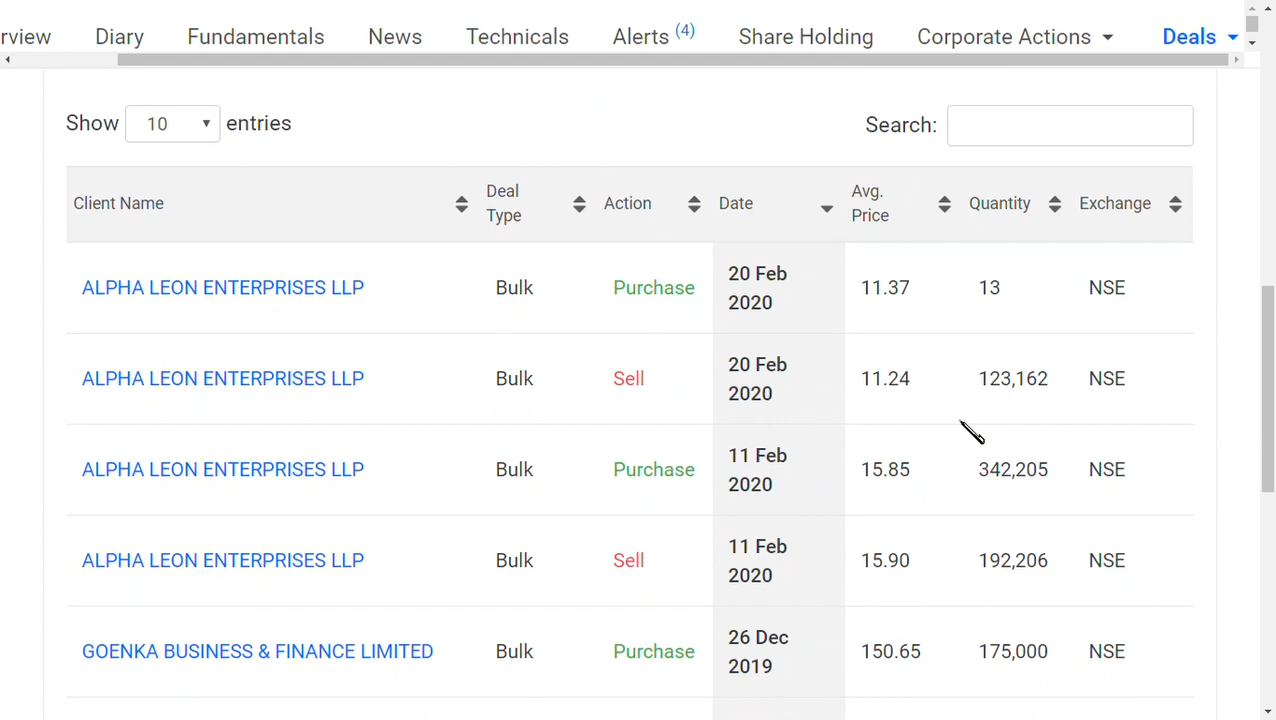 rview Diary Fundamentals News Technicals Alerts (4) Share Holding Corporate Actions Deals
Show 10 entries Search:
Client Name Deal Type Action Date Avg. Price Quantity Exchange
ALPHA LEON ENTERPRISES LLP Bulk Purchase 20 Feb 2020 11.37 13 NSE
ALPHA LEON ENTERPRISES LLP Bulk Sell 20 Feb 2020 11.24 123,162 NSE
ALPHA LEON ENTERPRISES LLP Bulk Purchase 11 Feb 2020 15.85 342,205 NSE
ALPHA LEON ENTERPRISES LLP Bulk Sell 11 Feb 2020 15.90 192,206 NSE
GOENKA BUSINESS & FINANCE LIMITED Bulk Purchase 26 Dec 2019 150.65 175,000 NSE